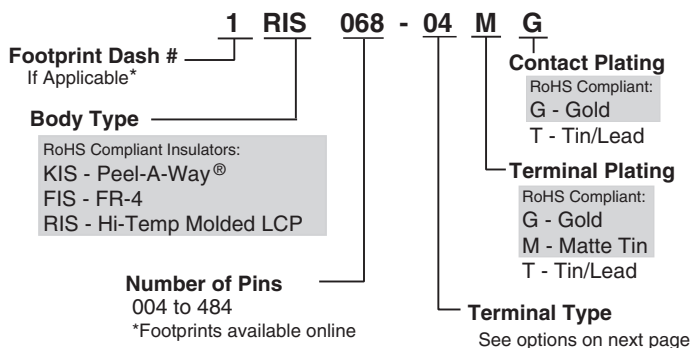 1 RIS 068 - 04 M G
Footprint Dash #
If Applicable*
Body Type
RoHS Compliant Insulators:
KIS - Peel-A-Way®
FIS - FR-4
RIS - Hi-Temp Molded LCP
Number of Pins
004 to 484
*Footprints available online
Contact Plating
RoHS Compliant:
G - Gold
T - Tin/Lead
Terminal Plating
RoHS Compliant:
G - Gold
M - Matte Tin
T - Tin/Lead
Terminal Type
See options on next page